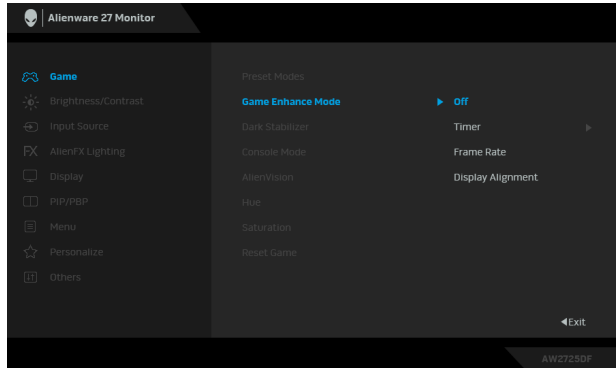 Alienware 27 Monitor
Game
Brightness/Contrast
Input Source
FX AlienFX Lighting
Display
PIP/PBP
Menu
Personalize
Others
Preset Modes
Game Enhance Mode
Dark Stabilizer
Console Mode
AlienVision
Hue
Saturation
Reset Game
Off
Timer
Frame Rate
Display Alignment
Exit
AW2725DF